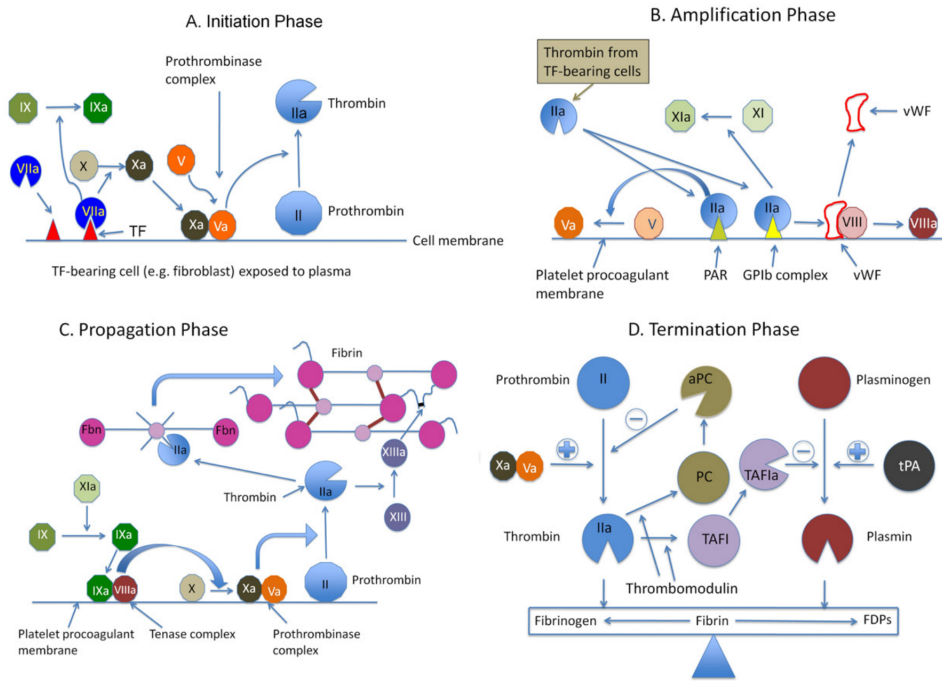 A. Initiation Phase
Prothrombinase
complex
IX
IXa
IIa
Thrombin
VIIa
X
Xa
V
VIIa
TF
Xa
Va
II
Prothrombin
Cell membrane
TF-bearing cell (e.g. fibroblast) exposed to plasma
B. Amplification Phase
Thrombin from
TF-bearing cells
IIa
XIa
XI
vWF
Va
V
IIa
IIa
VIII
VIIIa
Platelet procoagulant
membrane
PAR
GPIb complex
vWF
C. Propagation Phase
Fibrin
Fbn
Fbn
IIa
XIIIa
XIa
Thrombin
IIa
XIII
IX
IXa
IXa
VIIIa
X
Xa
Va
II
Prothrombin
Platelet procoagulant
membrane
Tenase complex
Prothrombinase
complex
D. Termination Phase
Prothrombin
II
aPC
Plasminogen
Xa
Va
PC
TAFIa
tPA
Thrombin
IIa
TAFI
Plasmin
Thrombomodulin
Fibrinogen
Fibrin
FDPs